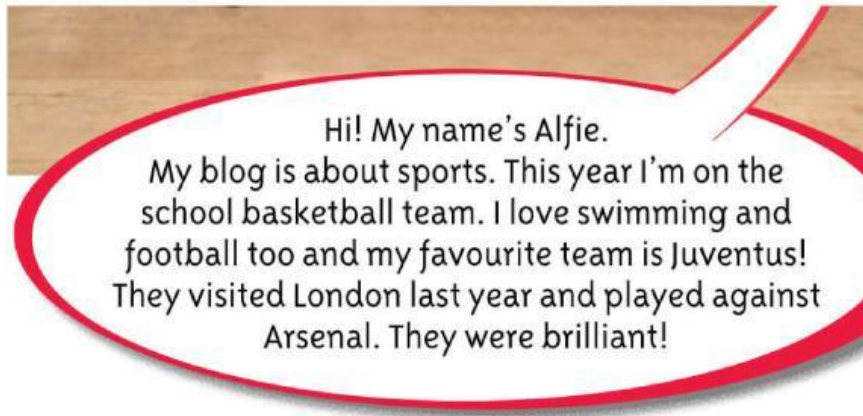 Hi! My name's Alfie.
My blog is about sports. This year I'm on the
school basketball team. I love swimming and
football too and my favourite team is Juventus!
They visited London last year and played against
Arsenal. They were brilliant!